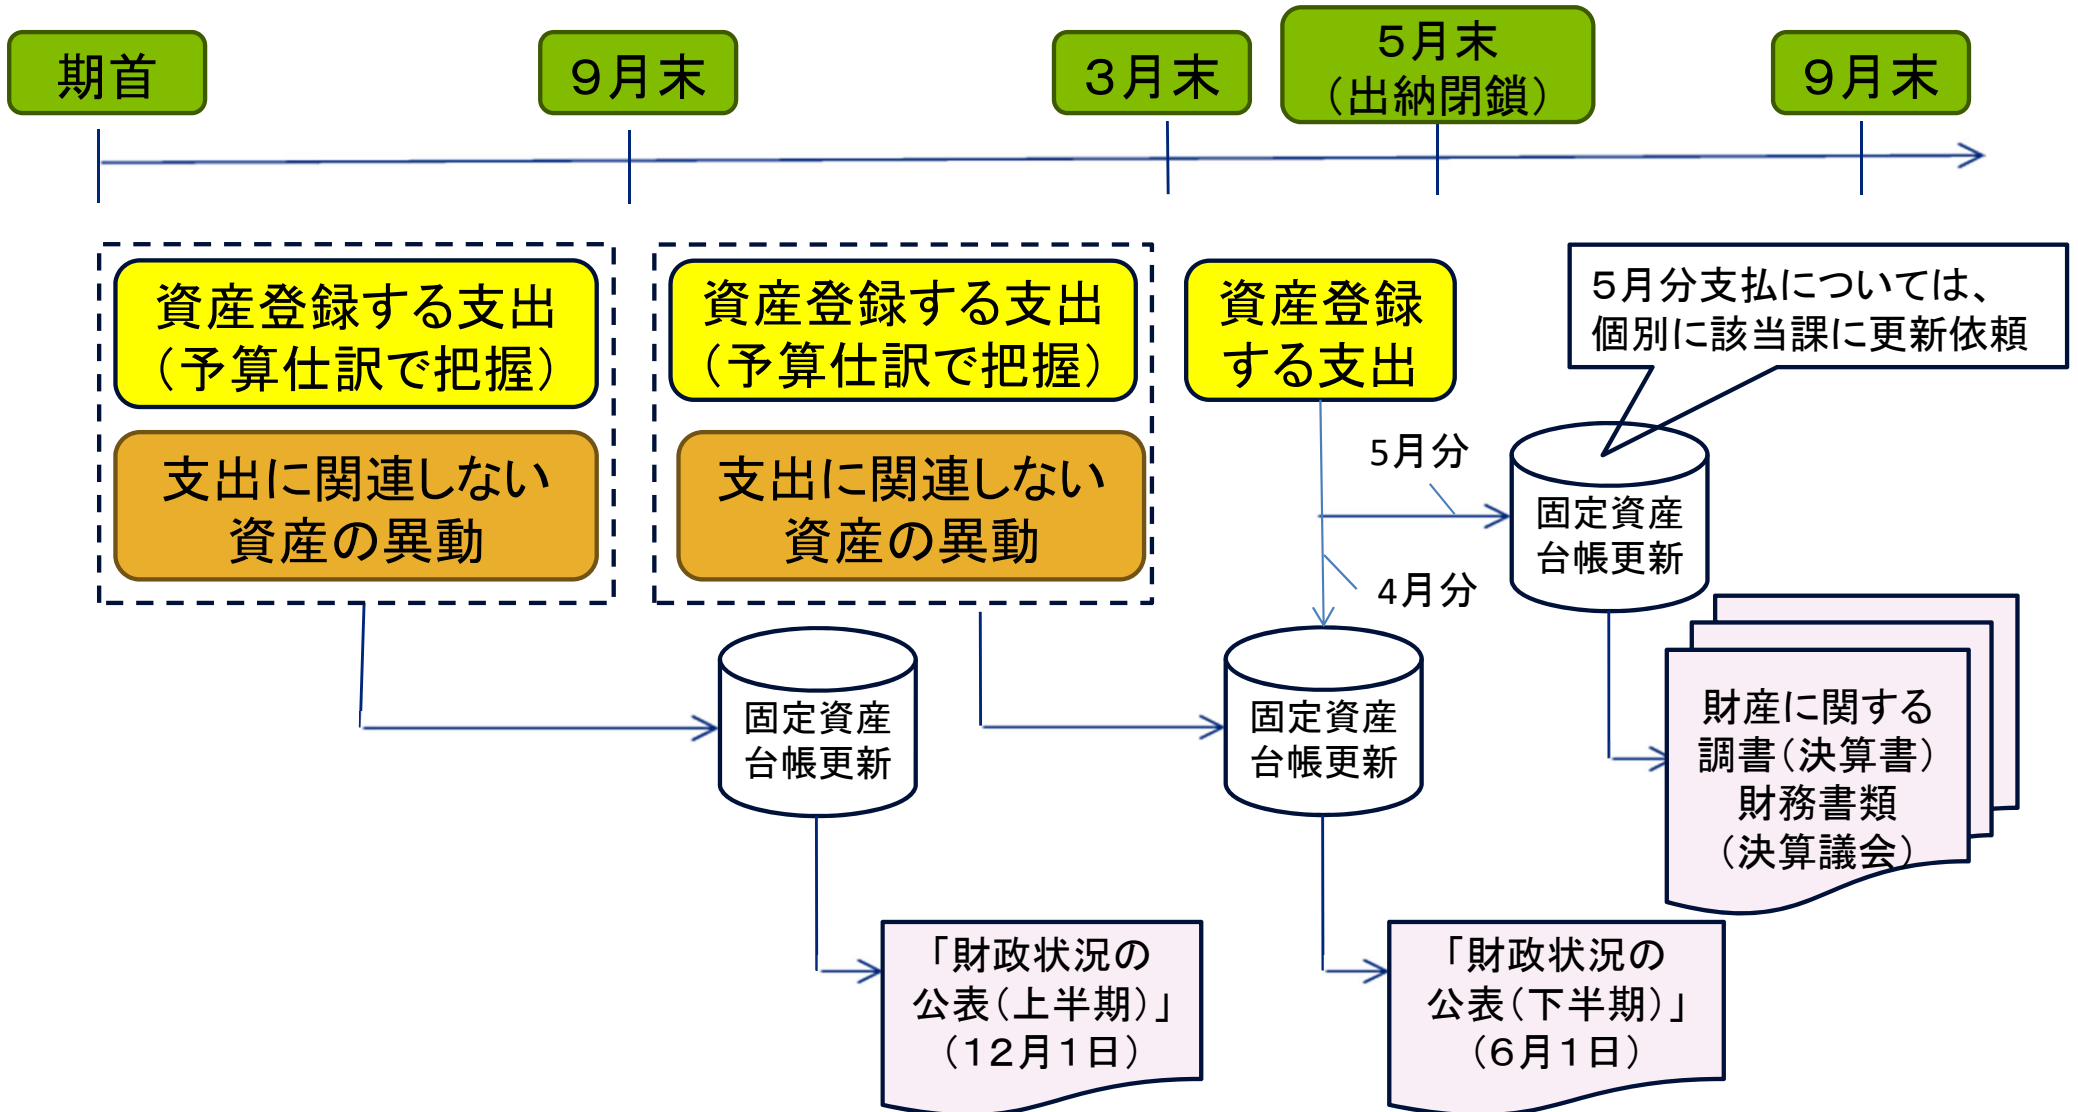 期首
９月末
３月末
５月末
（出納閉鎖）
９月末
資産登録する支出
（予算仕訳で把握）
支出に関連しない
資産の異動
資産登録する支出
（予算仕訳で把握）
支出に関連しない
資産の異動
資産登録
する支出
５月分支払については、
個別に該当課に更新依頼
5月分
4月分
固定資産
台帳更新
固定資産
台帳更新
固定資産
台帳更新
財産に関する
調書（決算書）
財務書類
（決算議会）
「財政状況の
公表（上半期）」
（１２月１日）
「財政状況の
公表（下半期）」
（６月１日）